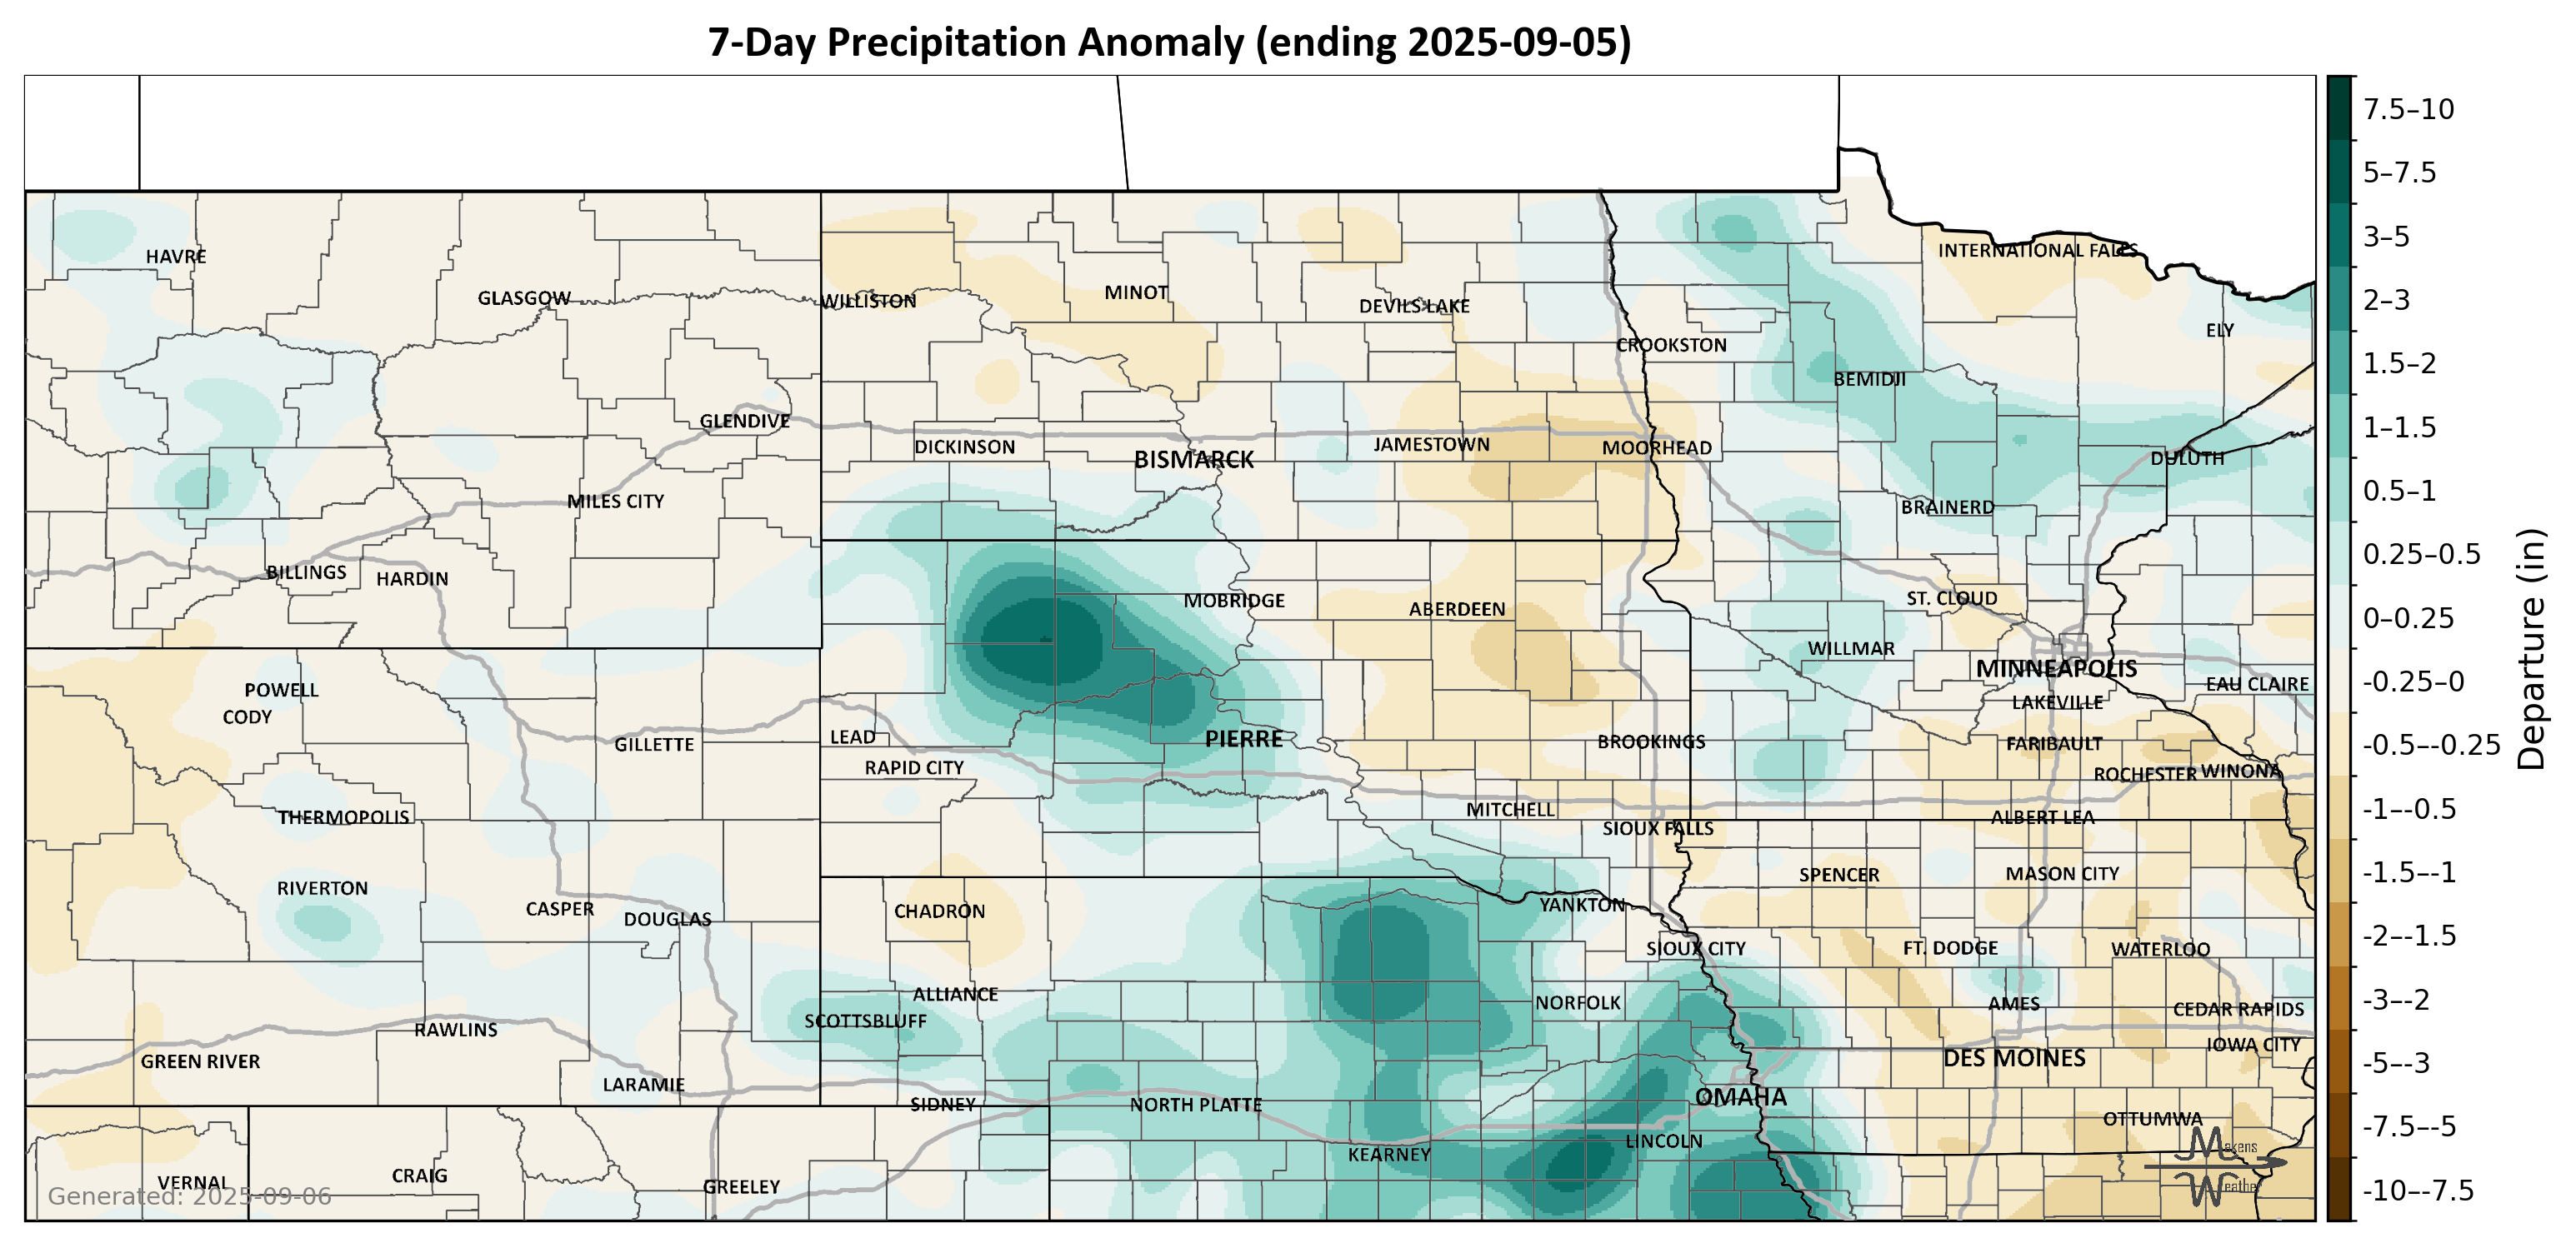 7-Day Precipitation Anomaly (ending 2025-09-05)
HAVRE
GLASGOW
WILLISTON
MINOT
DEVILS LAKE
INTERNATIONAL FALLS
ELY
CROOKSTON
BEMIDJI
GLENDIVE
DICKINSON
BISMARCK
JAMESTOWN
MOORHEAD
DULUTH
MILES CITY
BRAINERD
BILLINGS
HARDIN
MOBRIDGE
ABERDEEN
ST. CLOUD
WILLMAR
MINNEAPOLIS
POWELL
EAU CLAIRE
LAKEVILLE
CODY
GILLETTE
LEAD
PIERRE
BROOKINGS
FARIBAULT
RAPID CITY
ROCHESTER
WINONA
THERMOPOLIS
MITCHELL
ALBERT LEA
SIOUX FALLS
SPENCER
MASON CITY
RIVERTON
CASPER
DOUGLAS
CHADRON
YANKTON
SIOUX CITY
FT. DODGE
WATERLOO
ALLIANCE
NORFOLK
AMES
CEDAR RAPIDS
SCOTTSBLUFF
RAWLINS
IOWA CITY
GREEN RIVER
DES MOINES
LARAMIE
SIDNEY
NORTH PLATTE
OMAHA
OTTUMWA
LINCOLN
KEARNEY
VERNAL
CRAIG
GREELEY
Generated: 2025-09-06
Makens
Weather
7.5–10
5–7.5
3–5
2–3
1.5–2
1–1.5
0.5–1
0.25–0.5
0–0.25
-0.25–0
-0.5–-0.25
-1–-0.5
-1.5–-1
-2–-1.5
-3–-2
-5–-3
-7.5–-5
-10–-7.5
Departure (in)